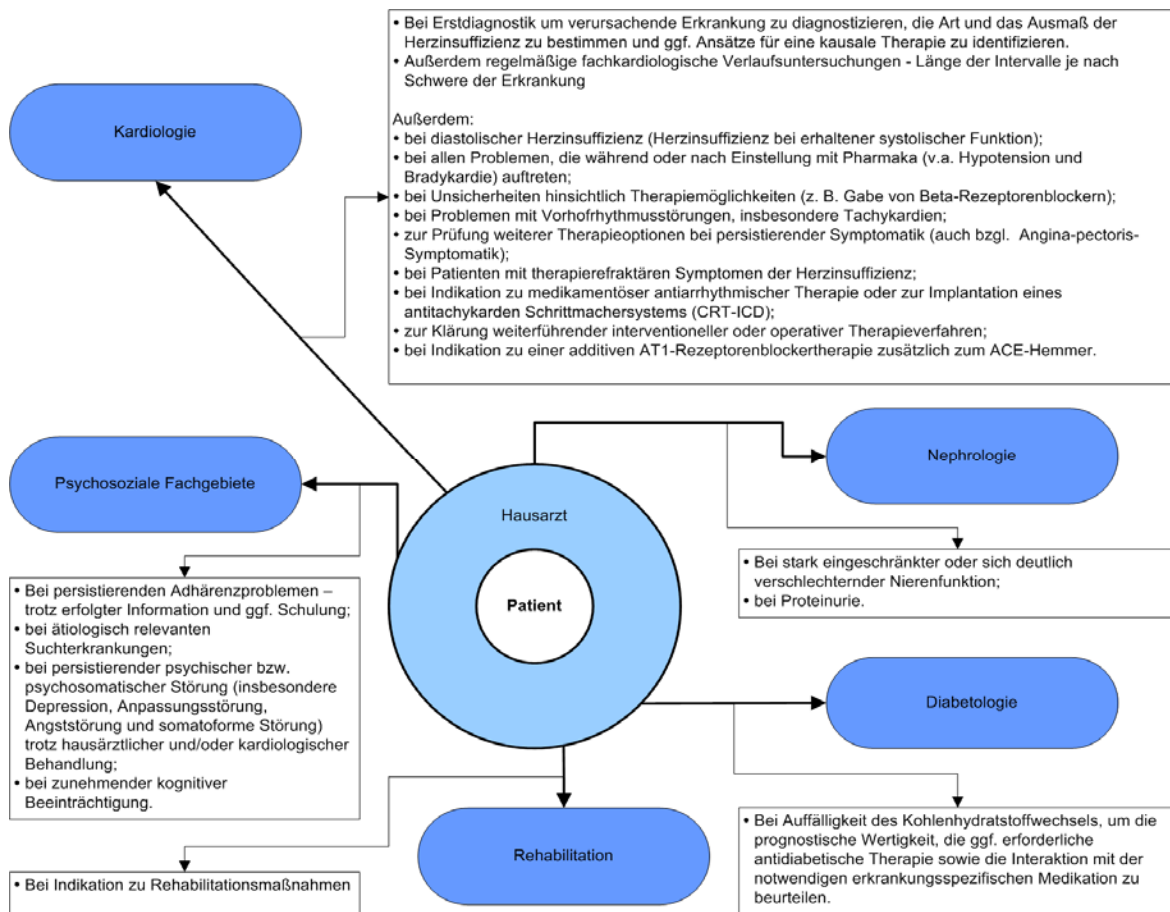 • Bei Erstdiagnostik um verursachende Erkrankung zu diagnostizieren, die Art und das Ausmaß der
Herzinsuffizienz zu bestimmen und ggf. Ansätze für eine kausale Therapie zu identifizieren.
• Außerdem regelmäßige fachkardiologische Verlaufsuntersuchungen - Länge der Intervalle je nach
Schwere der Erkrankung
Außerdem:
• bei diastolischer Herzinsuffizienz (Herzinsuffizienz bei erhaltener systolischer Funktion);
• bei allen Problemen, die während oder nach Einstellung mit Pharmaka (v.a. Hypotension und
Bradykardie) auftreten;
• bei Unsicherheiten hinsichtlich Therapiemöglichkeiten (z. B. Gabe von Beta-Rezeptorenblockern);
• bei Problemen mit Vorhofrhythmusstörungen, insbesondere Tachykardien;
• zur Prüfung weiterer Therapieoptionen bei persistierender Symptomatik (auch bzgl. Angina-pectoris-
Symptomatik);
• bei Patienten mit therapierefraktären Symptomen der Herzinsuffizienz;
• bei Indikation zu medikamentöser antiarrhythmischer Therapie oder zur Implantation eines
antitachykarden Schrittmachersystems (CRT-ICD);
• zur Klärung weiterführender interventioneller oder operativer Therapieverfahren;
• bei Indikation zu einer additiven AT1-Rezeptorenblockertherapie zusätzlich zum ACE-Hemmer.
Kardiologie
Psychosoziale Fachgebiete
Nephrologie
Hausarzt
Patient
• Bei stark eingeschränkter oder sich deutlich
verschlechternder Nierenfunktion;
• bei Proteinurie.
• Bei persistierenden Adhärenzproblemen –
trotz erfolgter Information und ggf. Schulung;
• bei ätiologisch relevanten
Suchterkrankungen;
• bei persistierender psychischer bzw.
psychosomatischer Störung (insbesondere
Depression, Anpassungsstörung,
Angststörung und somatoforme Störung)
trotz hausärztlicher und/oder kardiologischer
Behandlung;
• bei zunehmender kognitiver
Beeinträchtigung.
Diabetologie
Rehabilitation
• Bei Indikation zu Rehabilitationsmaßnahmen
• Bei Auffälligkeit des Kohlenhydratstoffwechsels, um die
prognostische Wertigkeit, die ggf. erforderliche
antidiabetische Therapie sowie die Interaktion mit der
notwendigen erkrankungsspezifischen Medikation zu
beurteilen.